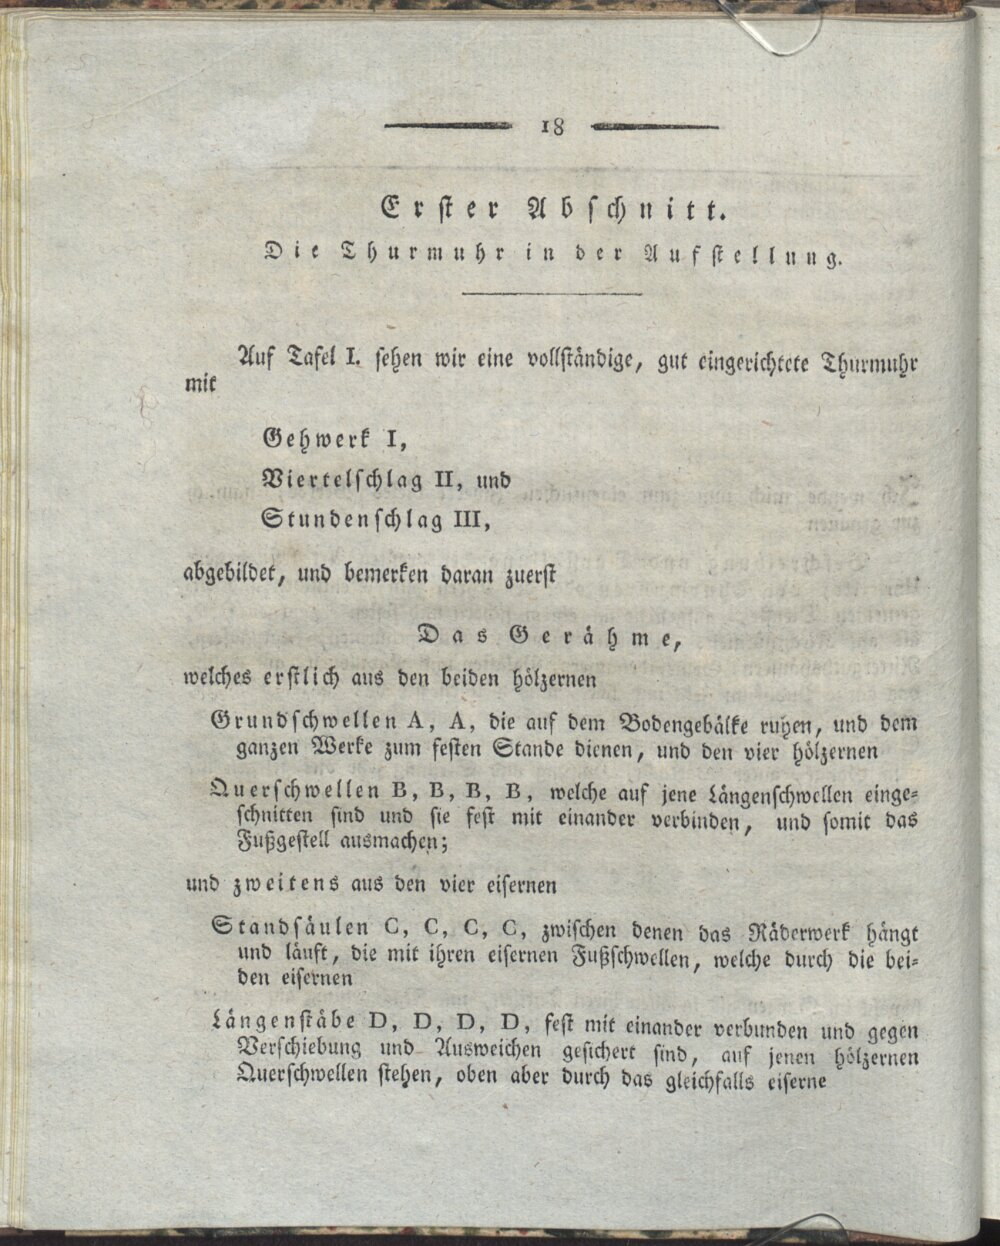 18
Erster Abschnitt.
Die Thurmuhr in der Aufstellung.
Auf Tafel I. sehen wir eine vollständige, gut eingerichtete Thurmuhr
mit
Gehwerk I,
Viertelschlag II, und
Stundenschlag III,
abgebildet, und bemerken daran zuerst
Das Gerähme,
welches erstlich aus den beiden hölzernen
Grundschwellen A, A, die auf dem Bodengebälke ruhen, und dem
ganzen Werke zum festen Stande dienen, und den vier hölzernen
Querschwellen B, B, B, B, welche auf jene Längenschwellen einge=
schnitten sind und sie fest mit einander verbinden, und somit das
Fußgestell ausmachen;
und zweitens aus den vier eisernen
Standsäulen C, C, C, C, zwischen denen das Räderwerk hängt
und läuft, die mit ihren eisernen Fußschwellen, welche durch die bei=
den eisernen
Längenstäbe D, D, D, D, fest mit einander verbunden und gegen
Verschiebung und Ausweichen gesichert sind, auf jenen hölzernen
Querschwellen stehen, oben aber durch das gleichfalls eiserne